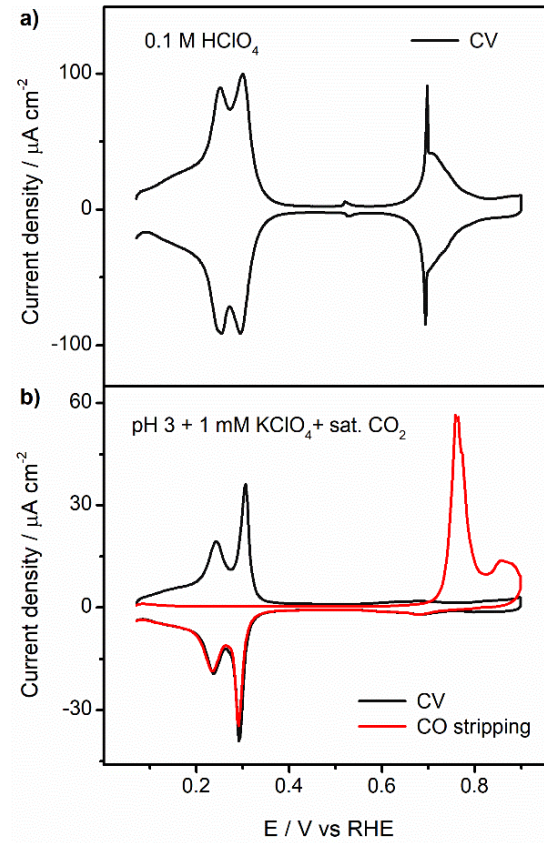 a)
0.1 M HClO₄
CV
Current density / µA cm⁻²
100
0
-100
b)
pH 3 + 1 mM KClO₄+ sat. CO₂
Current density / µA cm⁻²
60
30
0
-30
CV
CO stripping
0.2
0.4
0.6
0.8
E / V vs RHE